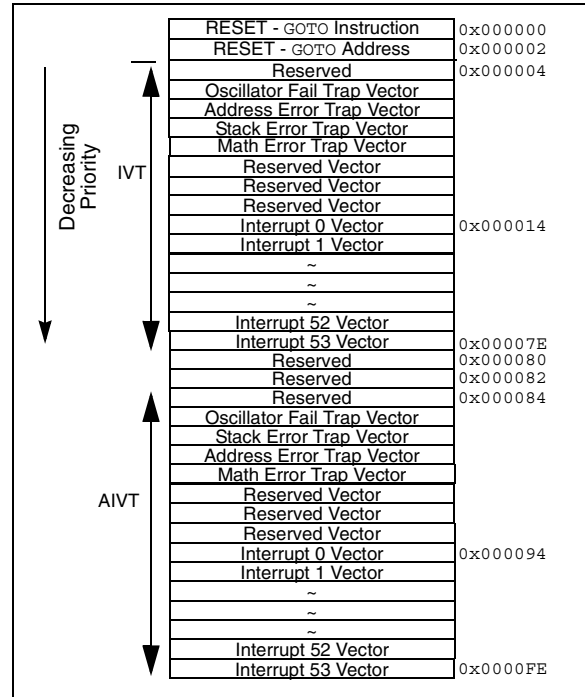 RESET - GOTO Instruction 0x000000
RESET - GOTO Address 0x000002
Reserved 0x000004
Oscillator Fail Trap Vector
Address Error Trap Vector
Stack Error Trap Vector
Math Error Trap Vector
Reserved Vector
Reserved Vector
Reserved Vector
Interrupt 0 Vector 0x000014
Interrupt 1 Vector
~
~
~
Interrupt 52 Vector
Interrupt 53 Vector 0x00007E
Reserved 0x000080
Reserved 0x000082
Reserved 0x000084
Oscillator Fail Trap Vector
Stack Error Trap Vector
Address Error Trap Vector
Math Error Trap Vector
Reserved Vector
Reserved Vector
Reserved Vector
Interrupt 0 Vector 0x000094
Interrupt 1 Vector
~
~
~
Interrupt 52 Vector
Interrupt 53 Vector 0x0000FE
Decreasing
Priority
IVT
AIVT